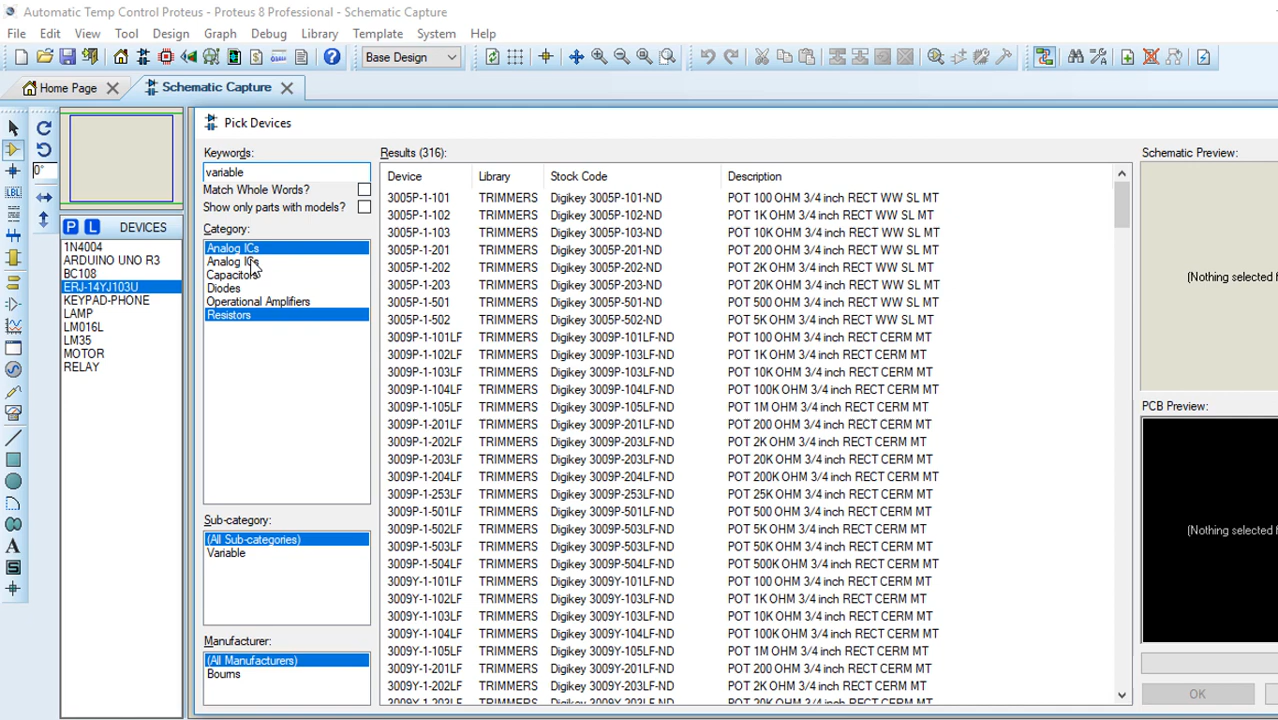 Automatic Temp Control Proteus - Proteus 8 Professional - Schematic Capture
File Edit View Tool Design Graph Debug Library Template System Help
Base Design
Home Page
Schematic Capture
Pick Devices
0°
LBL
P L DEVICES
1N4004
ARDUINO UNO R3
BC108
ERJ-14YJ103U
KEYPAD-PHONE
LAMP
LM016L
LM35
MOTOR
RELAY
Keywords:
variable
Match Whole Words?
Show only parts with models?
Category:
Analog ICs
Analog ICs
Capacitors
Diodes
Operational Amplifiers
Resistors
Sub-category:
(All Sub-categories)
Variable
Manufacturer:
(All Manufacturers)
Bourns
Results (316):
Device Library Stock Code Description
3005P-1-101 TRIMMERS Digikey 3005P-101-ND POT 100 OHM 3/4 inch RECT WW SL MT
3005P-1-102 TRIMMERS Digikey 3005P-102-ND POT 1K OHM 3/4 inch RECT WW SL MT
3005P-1-103 TRIMMERS Digikey 3005P-103-ND POT 10K OHM 3/4 inch RECT WW SL MT
3005P-1-201 TRIMMERS Digikey 3005P-201-ND POT 200 OHM 3/4 inch RECT WW SL MT
3005P-1-202 TRIMMERS Digikey 3005P-202-ND POT 2K OHM 3/4 inch RECT WW SL MT
3005P-1-203 TRIMMERS Digikey 3005P-203-ND POT 20K OHM 3/4 inch RECT WW SL MT
3005P-1-501 TRIMMERS Digikey 3005P-501-ND POT 500 OHM 3/4 inch RECT WW SL MT
3005P-1-502 TRIMMERS Digikey 3005P-502-ND POT 5K OHM 3/4 inch RECT WW SL MT
3009P-1-101LF TRIMMERS Digikey 3009P-101LF-ND POT 100 OHM 3/4 inch RECT CERM MT
3009P-1-102LF TRIMMERS Digikey 3009P-102LF-ND POT 1K OHM 3/4 inch RECT CERM MT
3009P-1-103LF TRIMMERS Digikey 3009P-103LF-ND POT 10K OHM 3/4 inch RECT CERM MT
3009P-1-104LF TRIMMERS Digikey 3009P-104LF-ND POT 100K OHM 3/4 inch RECT CERM MT
3009P-1-105LF TRIMMERS Digikey 3009P-105LF-ND POT 1M OHM 3/4 inch RECT CERM MT
3009P-1-201LF TRIMMERS Digikey 3009P-201LF-ND POT 200 OHM 3/4 inch RECT CERM MT
3009P-1-202LF TRIMMERS Digikey 3009P-202LF-ND POT 2K OHM 3/4 inch RECT CERM MT
3009P-1-203LF TRIMMERS Digikey 3009P-203LF-ND POT 20K OHM 3/4 inch RECT CERM MT
3009P-1-204LF TRIMMERS Digikey 3009P-204LF-ND POT 200K OHM 3/4 inch RECT CERM MT
3009P-1-253LF TRIMMERS Digikey 3009P-253LF-ND POT 25K OHM 3/4 inch RECT CERM MT
3009P-1-501LF TRIMMERS Digikey 3009P-501LF-ND POT 500 OHM 3/4 inch RECT CERM MT
3009P-1-502LF TRIMMERS Digikey 3009P-502LF-ND POT 5K OHM 3/4 inch RECT CERM MT
3009P-1-503LF TRIMMERS Digikey 3009P-503LF-ND POT 50K OHM 3/4 inch RECT CERM MT
3009P-1-504LF TRIMMERS Digikey 3009P-504LF-ND POT 500K OHM 3/4 inch RECT CERM MT
3009Y-1-101LF TRIMMERS Digikey 3009Y-101LF-ND POT 100 OHM 3/4 inch RECT CERM MT
3009Y-1-102LF TRIMMERS Digikey 3009Y-102LF-ND POT 1K OHM 3/4 inch RECT CERM MT
3009Y-1-103LF TRIMMERS Digikey 3009Y-103LF-ND POT 10K OHM 3/4 inch RECT CERM MT
3009Y-1-104LF TRIMMERS Digikey 3009Y-104LF-ND POT 100K OHM 3/4 inch RECT CERM MT
3009Y-1-105LF TRIMMERS Digikey 3009Y-105LF-ND POT 1M OHM 3/4 inch RECT CERM MT
3009Y-1-201LF TRIMMERS Digikey 3009Y-201LF-ND POT 200 OHM 3/4 inch RECT CERM MT
3009Y-1-202LF TRIMMERS Digikey 3009Y-202LF-ND POT 2K OHM 3/4 inch RECT CERM MT
3009Y-1-203LF TRIMMERS Digikey 3009Y-203LF-ND POT 20K OHM 3/4 inch RECT CERM MT
Schematic Preview:
(Nothing selected f
PCB Preview:
(Nothing selected f
OK